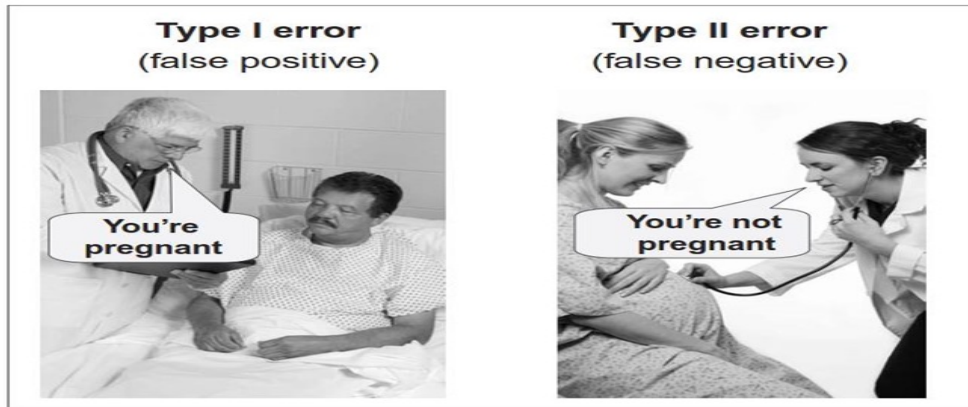 Type I error
(false positive)
You’re
pregnant
Type II error
(false negative)
You’re not
pregnant